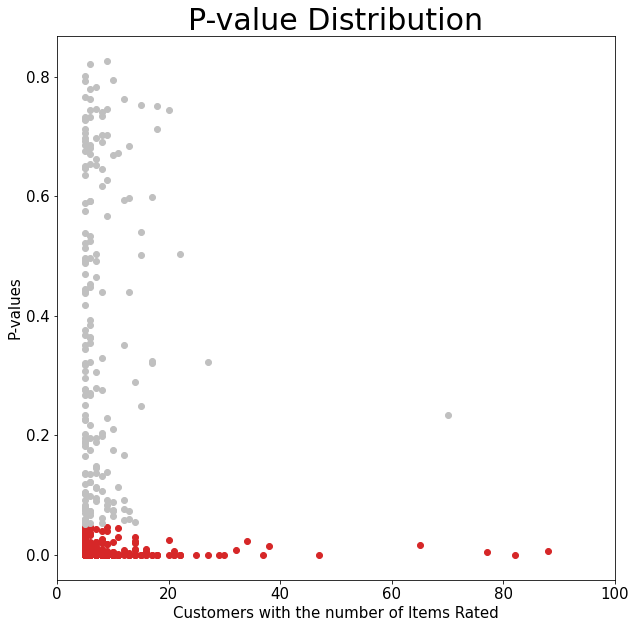 P-value Distribution
0.8
0.6
0.4
0.2
0.0
P-values
0 20 40 60 80 100
Customers with the number of Items Rated